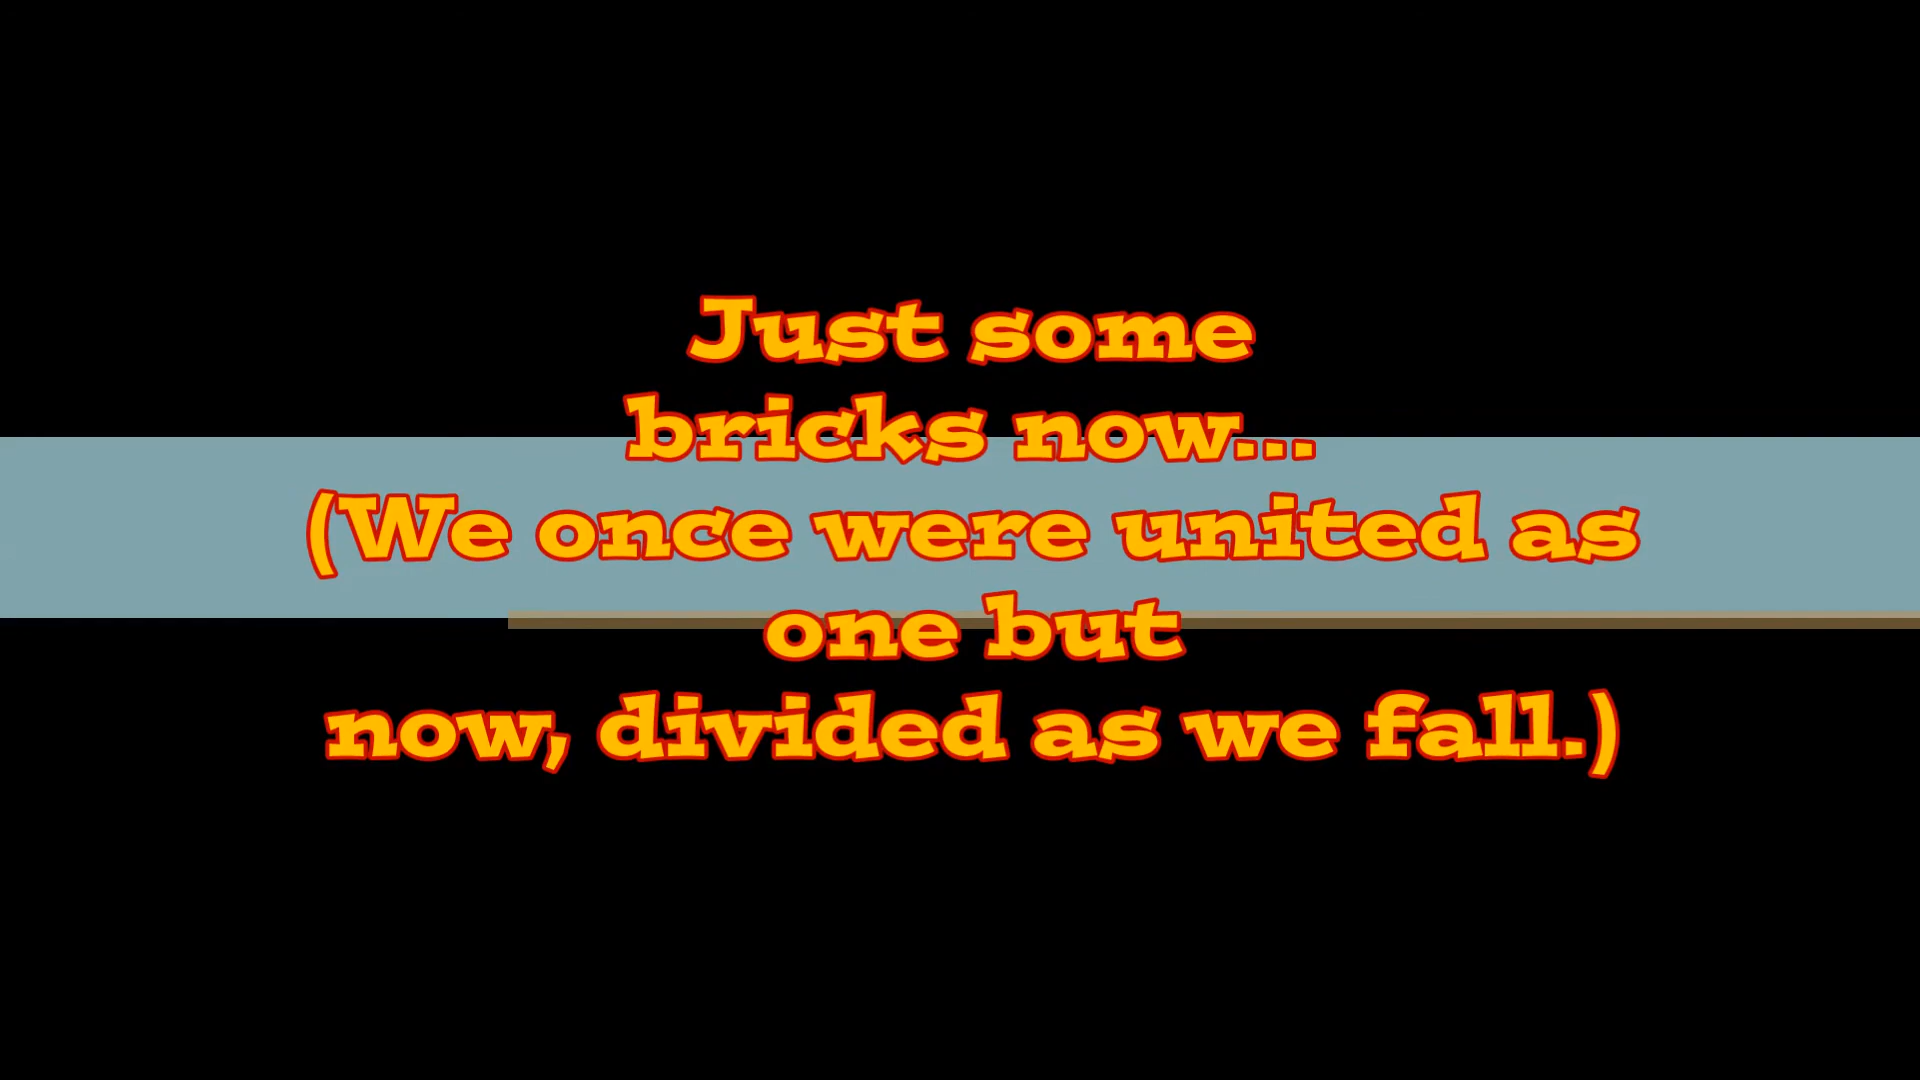 Just some
bricks now...
(We once were united as
one but
now, divided as we fall.)